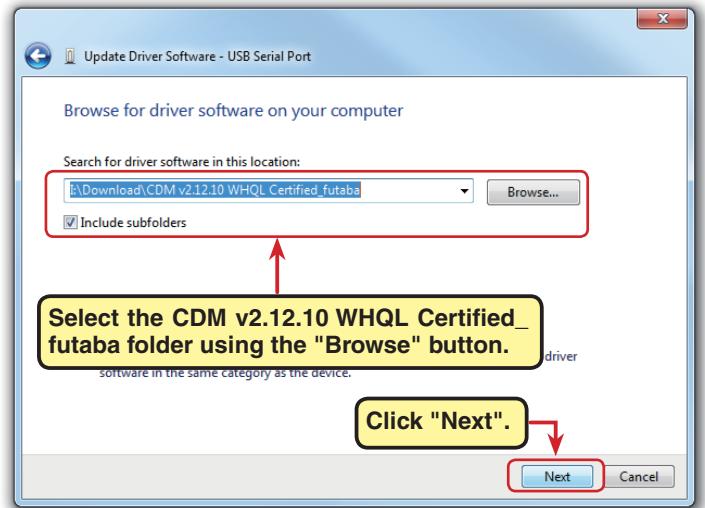 Update Driver Software - USB Serial Port
Browse for driver software on your computer
Search for driver software in this location:
I:\Download\CDM v2.12.10 WHQL Certified_futaba
Browse...
Include subfolders
Select the CDM v2.12.10 WHQL Certified_
futaba folder using the "Browse" button.
driver
software in the same category as the device.
Click "Next".
Next
Cancel